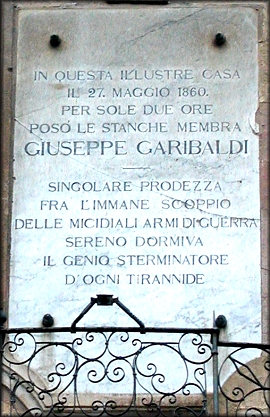 IN QUESTA ILLUSTRE CASA
IL 27. MAGGIO 1860.
PER SOLE DUE ORE
POSÒ LE STANCHE MEMBRA
GIUSEPPE GARIBALDI
SINGOLARE PRODEZZA
FRA L'IMMANE SCOPPIO
DELLE MICIDIALI ARMI DI GUERRA
SERENO DORMIVA
IL GENIO STERMINATORE
D'OGNI TIRANNIDE